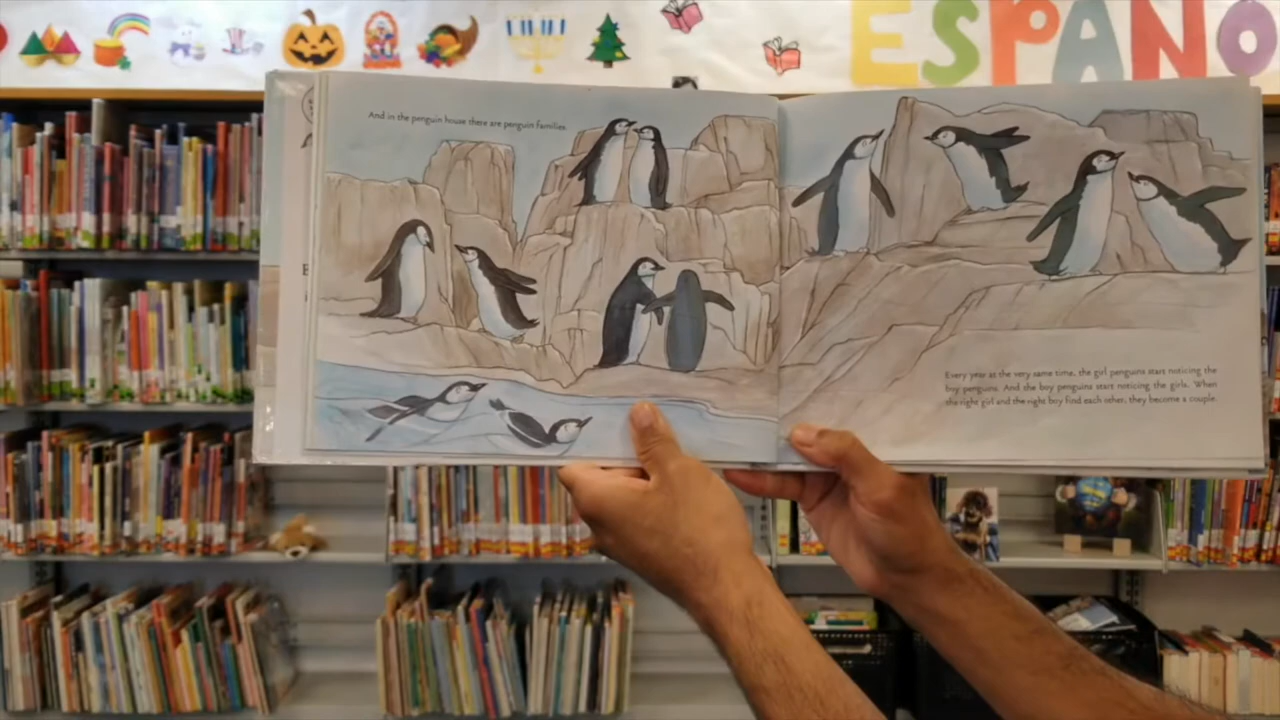 ESPAÑO
And in the penguin house there are penguin families.
Every year at the very same time, the girl penguins start noticing the
boy penguins. And the boy penguins start noticing the girls. When
the right girl and the right boy find each other, they become a couple.